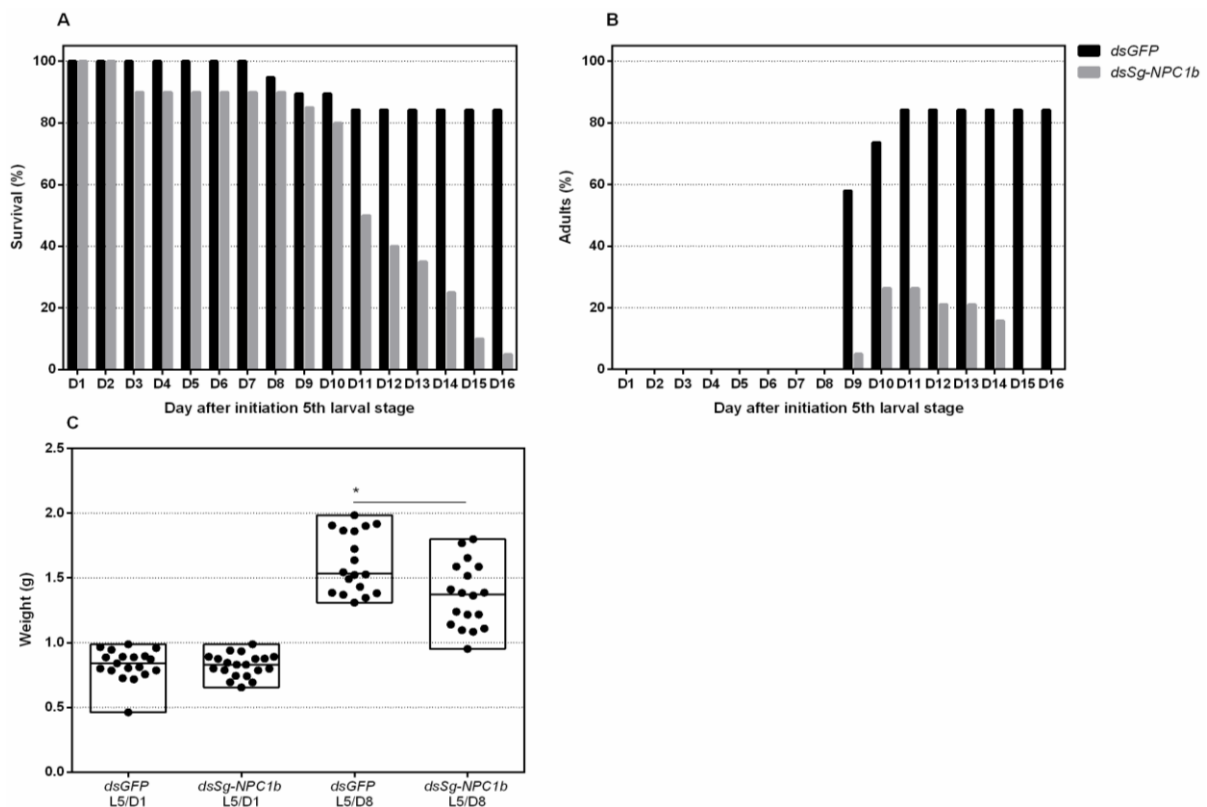 A
B
100
80
60
40
20
0
Survival (%)
D1 D2 D3 D4 D5 D6 D7 D8 D9 D10 D11 D12 D13 D14 D15 D16
Day after initiation 5th larval stage
100
80
60
40
20
0
Adults (%)
D1 D2 D3 D4 D5 D6 D7 D8 D9 D10 D11 D12 D13 D14 D15 D16
Day after initiation 5th larval stage
dsGFP
dsSg-NPC1b
C
2.5
2.0
1.5
1.0
0.5
0.0
Weight (g)
*
dsGFP dsSg-NPC1b dsGFP dsSg-NPC1b
L5/D1 L5/D1 L5/D8 L5/D8